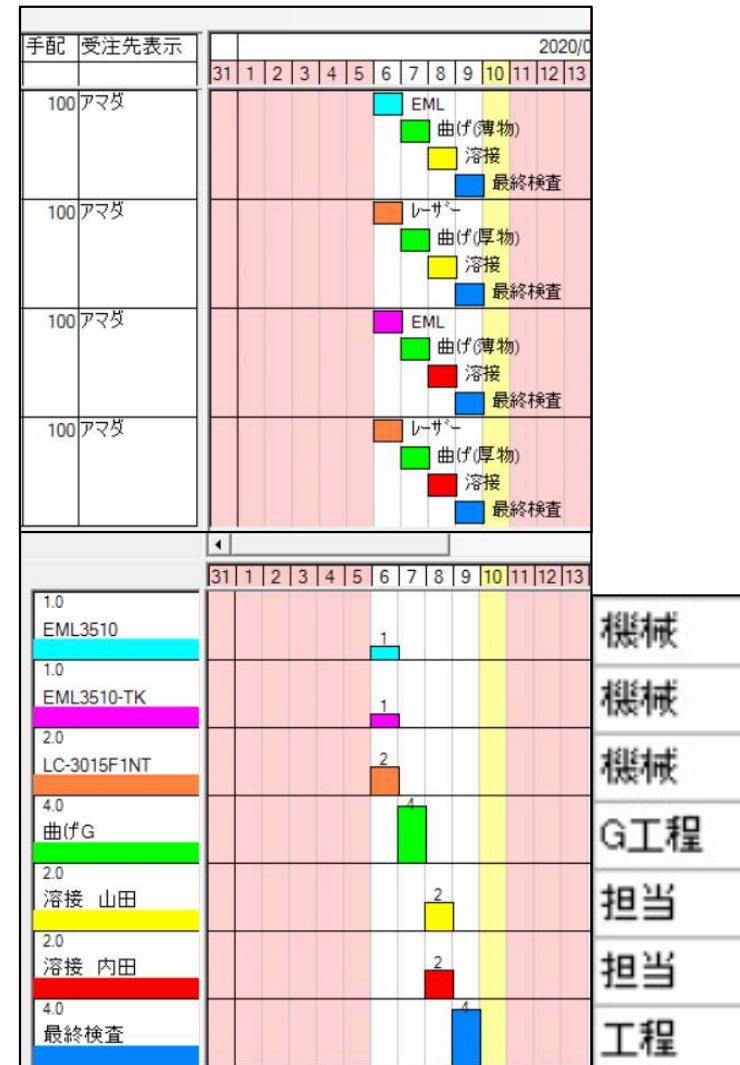 手配 受注先表示 2020/0
31 1 2 3 4 5 6 7 8 9 10 11 12 13
100 アマダ EML
曲げ(薄物)
溶接
最終検査
100 アマダ レーザー
曲げ(厚物)
溶接
最終検査
100 アマダ EML
曲げ(薄物)
溶接
最終検査
100 アマダ レーザー
曲げ(厚物)
溶接
最終検査
31 1 2 3 4 5 6 7 8 9 10 11 12 13
1.0
EML3510 1 機械
1.0
EML3510-TK 1 機械
2.0
LC-3015F1NT 2 機械
4.0
曲げG 4 G工程
2.0
溶接 山田 2 担当
2.0
溶接 内田 2 担当
4.0
最終検査 4 工程